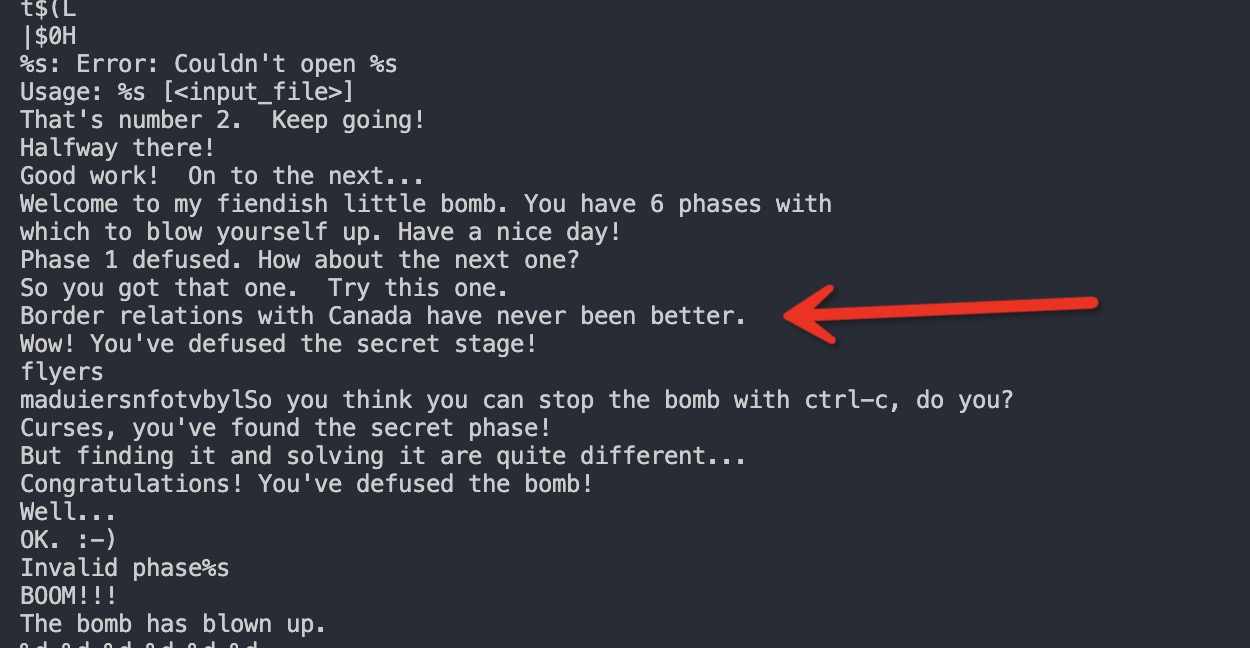 t$(L
|$0H
%s: Error: Couldn't open %s
Usage: %s [<input_file>]
That's number 2.  Keep going!
Halfway there!
Good work!  On to the next...
Welcome to my fiendish little bomb. You have 6 phases with
which to blow yourself up. Have a nice day!
Phase 1 defused. How about the next one?
So you got that one.  Try this one.
Border relations with Canada have never been better.
Wow! You've defused the secret stage!
flyers
maduiersnfotvbylSo you think you can stop the bomb with ctrl-c, do you?
Curses, you've found the secret phase!
But finding it and solving it are quite different...
Congratulations! You've defused the bomb!
Well...
OK. :-)
Invalid phase%s
BOOM!!!
The bomb has blown up.
%d %d %d %d %d %d